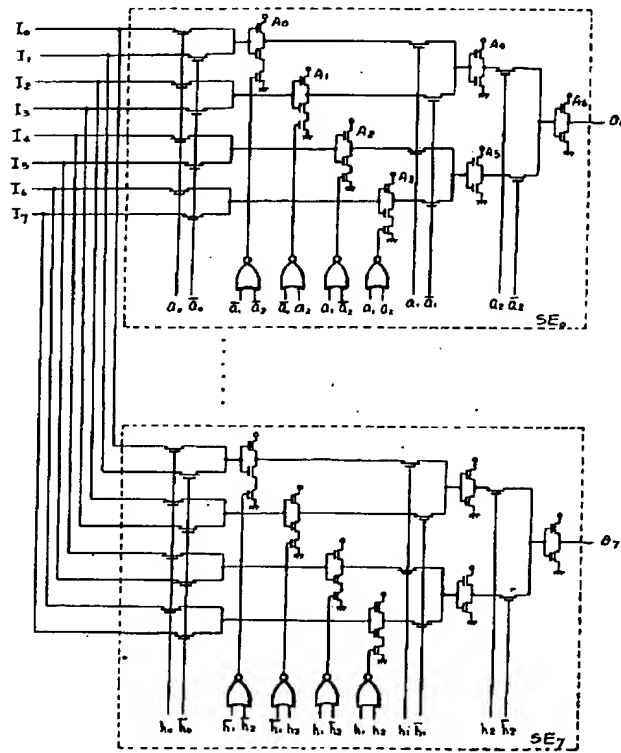 I₀
A₀
I₁
A₄
I₂
A₁
I₃
A₆
I₄
A₂
I₅
A₅
I₆
A₃
I₇
a₀ ā₀ ā₁ ā₂ ā₁ a₂ a₁ ā₂ a₁ a₂ a₁ ā₁ a₂ ā₂
SE₀
O₇
h₀ h̄₀ h̄₁ h̄₂ h̄₁ h₂ h₁ h̄₂ h₁ h₂ h₁ h̄₁ h₂ h̄₂
SE₇